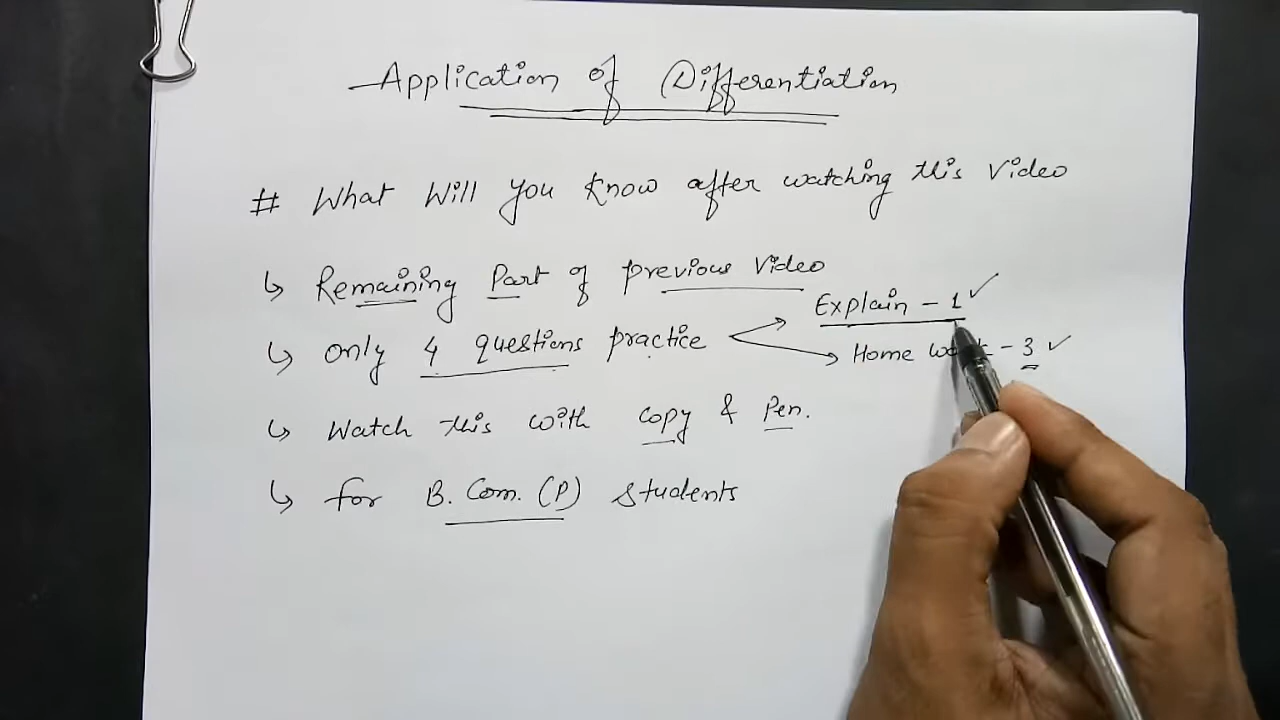 Application of Differentiation
# What Will You Know after watching this Video
↳ Remaining Part of previous Video
↳ only 4 questions practice
Explain - 1 ✓
Home - 3 ✓
↳ Watch this with copy & Pen.
↳ for B. Com. (P) students